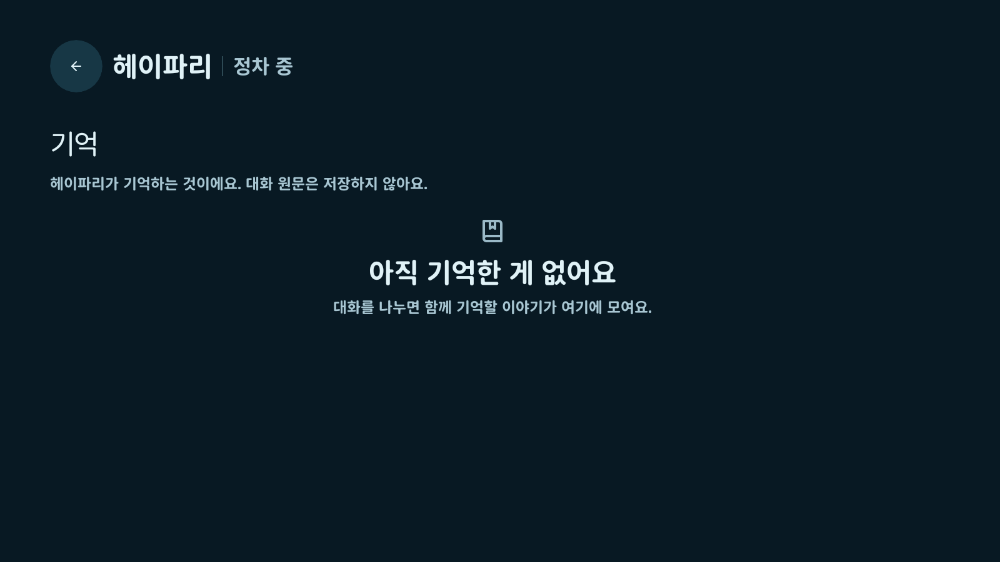 헤이파리
정차 중
기억
헤이파리가 기억하는 것이에요. 대화 원문은 저장하지 않아요.
아직 기억한 게 없어요
대화를 나누면 함께 기억할 이야기가 여기에 모여요.